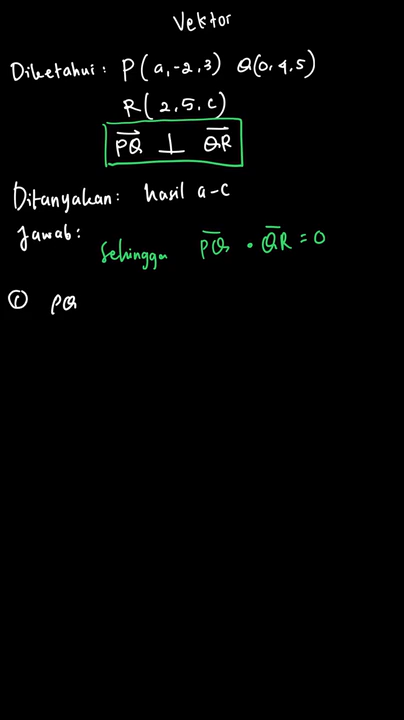 Vektor
Diketahui: P(a,-2,3) Q(0,4,5)
R(2,5,c)
PQ ⊥ QR
Ditanyakan: hasil a-c
Jawab:
Sehingga PQ • QR = 0
① PQ